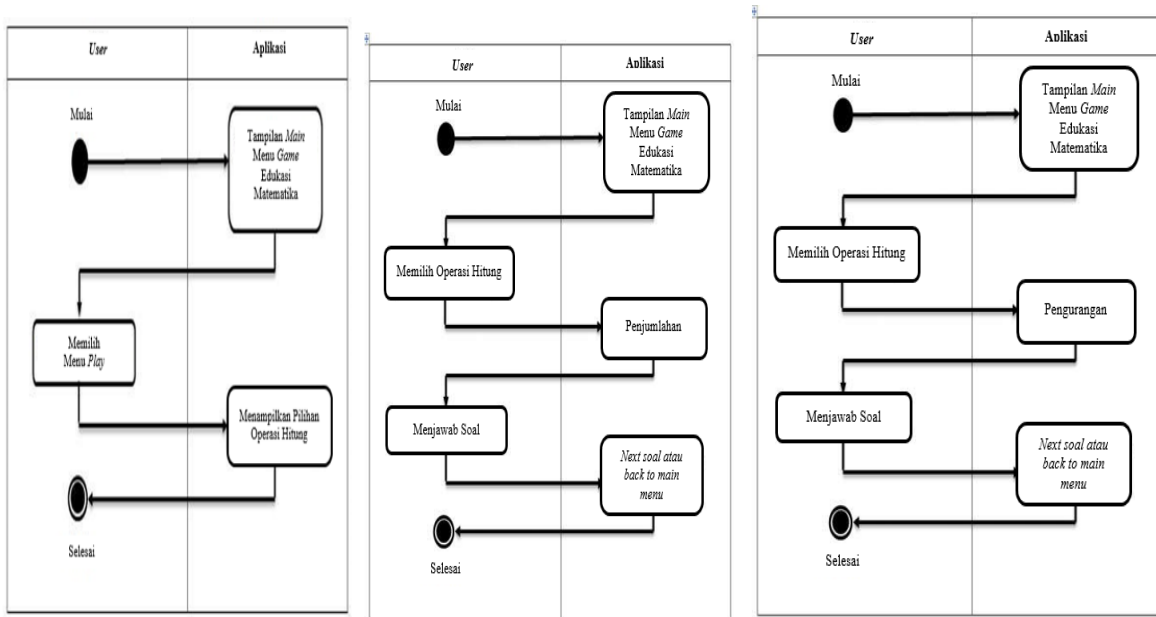 User
Aplikasi
Mulai
Tampilan Main
Menu Game
Edukasi
Matematika
Memilih
Menu Play
Menampilkan Pilihan
Operasi Hitung
Selesai
User
Aplikasi
Mulai
Tampilan Main
Menu Game
Edukasi
Matematika
Memilih Operasi Hitung
Penjumlahan
Menjawab Soal
Next soal atau
back to main
menu
Selesai
User
Aplikasi
Mulai
Tampilan Main
Menu Game
Edukasi
Matematika
Memilih Operasi Hitung
Pengurangan
Menjawab Soal
Next soal atau
back to main
menu
Selesai